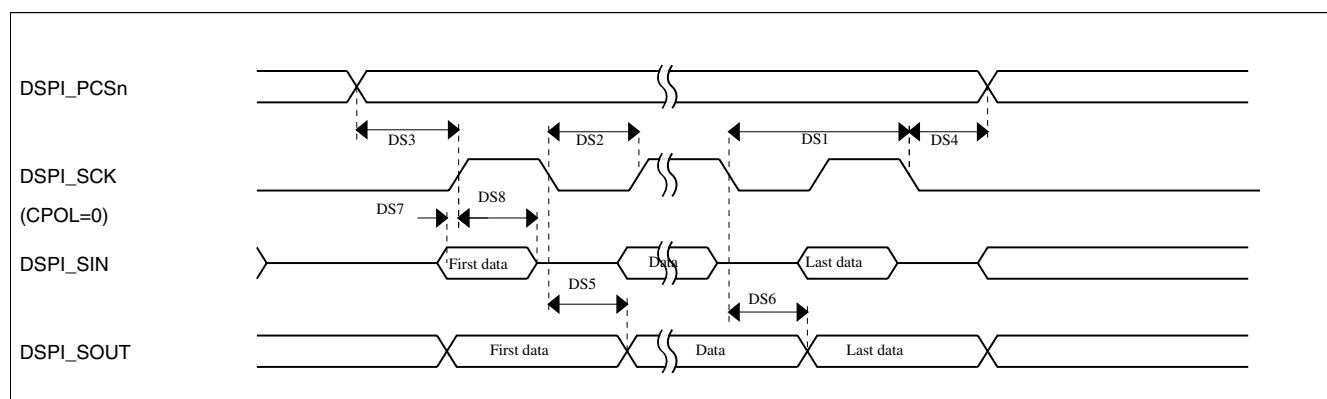 DSPI_PCSn
DS3
DS2
DS1
DS4
DSPI_SCK
(CPOL=0)
DS7
DS8
DSPI_SIN
First data
Data
Last data
DS5
DS6
DSPI_SOUT
First data
Data
Last data